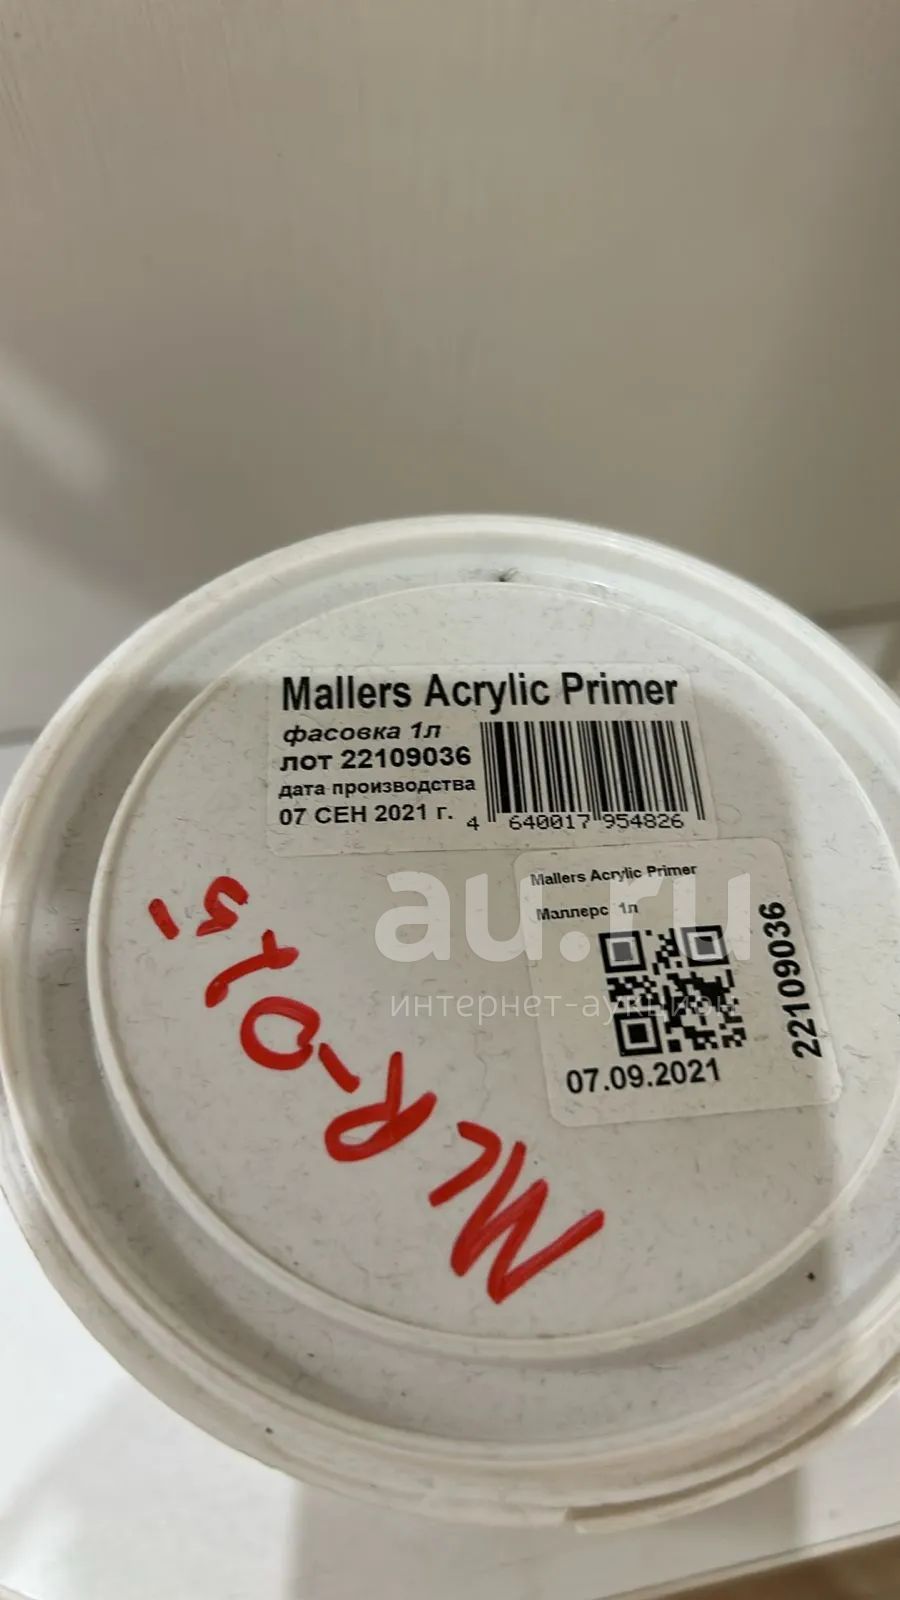 Mallers Acrylic Primer
фасовка 1л
лот 22109036
дата производства
07 СЕН 2021 г.
4 640017 954826
Mallers Acrylic Primer
Маллерс 1л
22109036
07.09.2021
au.ru
интернет-аукцион
MLR-0